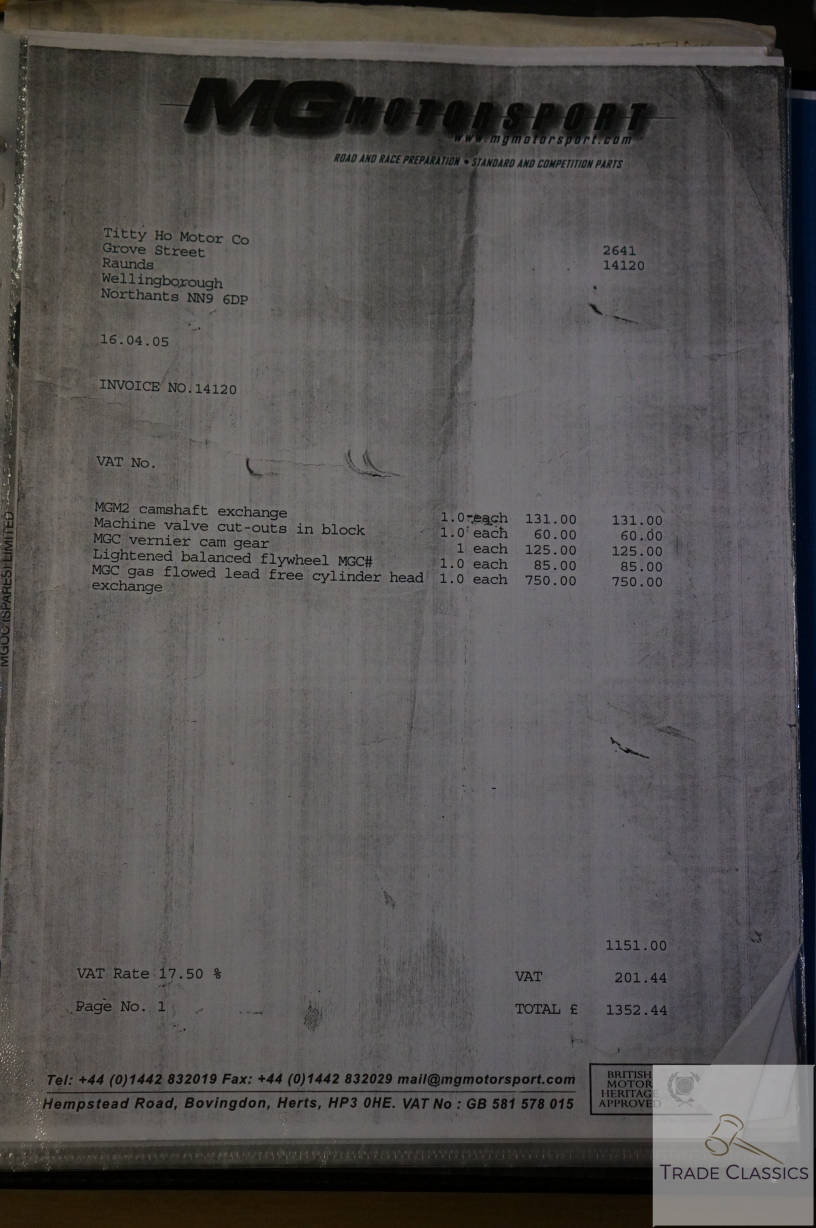 MG MOTORSPORT
www.mgmotorsport.com
ROAD AND RACE PREPARATION • STANDARD AND COMPETITION PARTS
Titty Ho Motor Co
Grove Street 2641
Raunds 14120
Wellingborough
Northants NN9 6DP
16.04.05
INVOICE NO.14120
VAT No.
MGM2 camshaft exchange 1.0 each 131.00 131.00
Machine valve cut-outs in block 1.0 each 60.00 60.00
MGC vernier cam gear 1 each 125.00 125.00
Lightened balanced flywheel MGC# 1.0 each 85.00 85.00
MGC gas flowed lead free cylinder head 1.0 each 750.00 750.00
exchange
1151.00
VAT Rate 17.50 % VAT 201.44
Page No. 1 TOTAL £ 1352.44
Tel: +44 (0)1442 832019 Fax: +44 (0)1442 832029 mail@mgmotorsport.com
Hempstead Road, Bovingdon, Herts, HP3 0HE. VAT No : GB 581 578 015
BRITISH
MOTOR
HERITAGE
APPROVED
MGOC (SPARES) LIMITED
TRADE CLASSICS